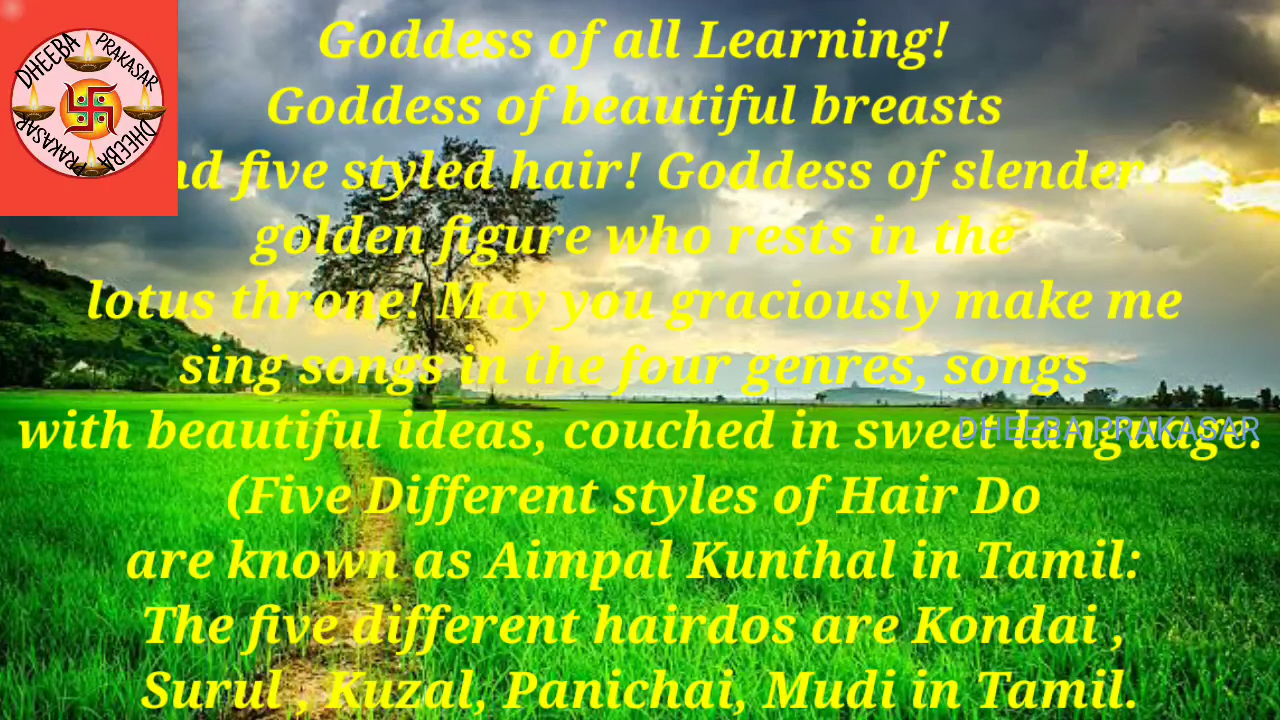 DHEEBA PRAKASAR
DHEEBA PRAKASAR
Goddess of all Learning!
Goddess of beautiful breasts
nd five styled hair! Goddess of slender
golden figure who rests in the
lotus throne! May you graciously make me
sing songs in the four genres, songs
with beautiful ideas, couched in sweet language.
DHEEBA PRAKASAR
(Five Different styles of Hair Do
are known as Aimpal Kunthal in Tamil:
The five different hairdos are Kondai ,
Surul , Kuzal, Panichai, Mudi in Tamil.